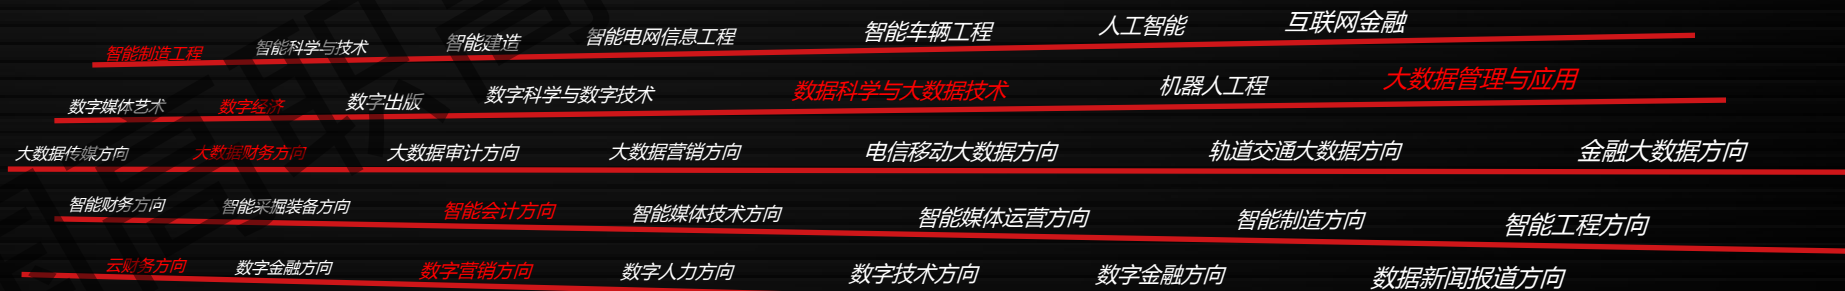 智能制造工程 智能科学与技术 智能建造 智能电网信息工程 智能车辆工程 人工智能 互联网金融
数字媒体艺术 数字经济 数字出版 数字科学与数字技术 数据科学与大数据技术 机器人工程 大数据管理与应用
大数据传媒方向 大数据财务方向 大数据审计方向 大数据营销方向 电信移动大数据方向 轨道交通大数据方向 金融大数据方向
智能财务方向 智能采掘装备方向 智能会计方向 智能媒体技术方向 智能媒体运营方向 智能制造方向 智能工程方向
云财务方向 数字金融方向 数字营销方向 数字人力方向 数字技术方向 数字金融方向 数据新闻报道方向